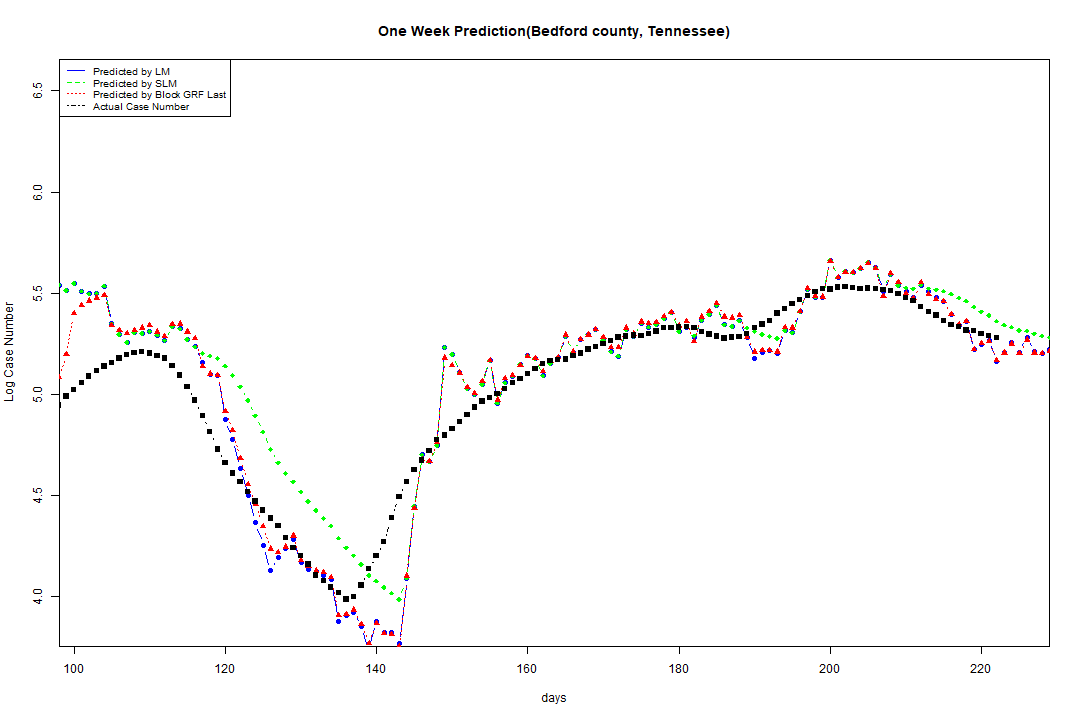 One Week Prediction(Bedford county, Tennessee)
Predicted by LM
Predicted by SLM
Predicted by Block GRF Last
Actual Case Number
Log Case Number
6.5
6.0
5.5
5.0
4.5
4.0
100 120 140 160 180 200 220
days